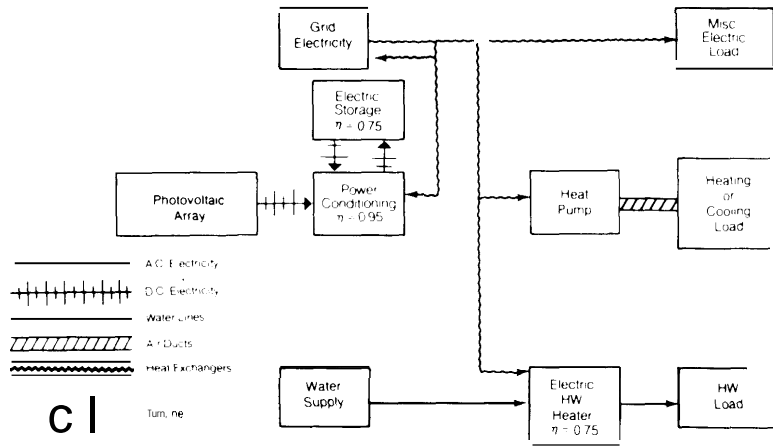 Grid
Electricity
Misc
Electric
Load
Electric
Storage
η - 0.75
Photovoltaic
Array
Power
Conditioning
η - 0.95
Heat
Pump
Heating
or
Cooling
Load
A.C. Electricity
D.C. Electricity
Water Lines
Air Ducts
Heat Exchangers
cl
Water
Supply
Electric
HW
Heater
η = 0.75
HW
Load